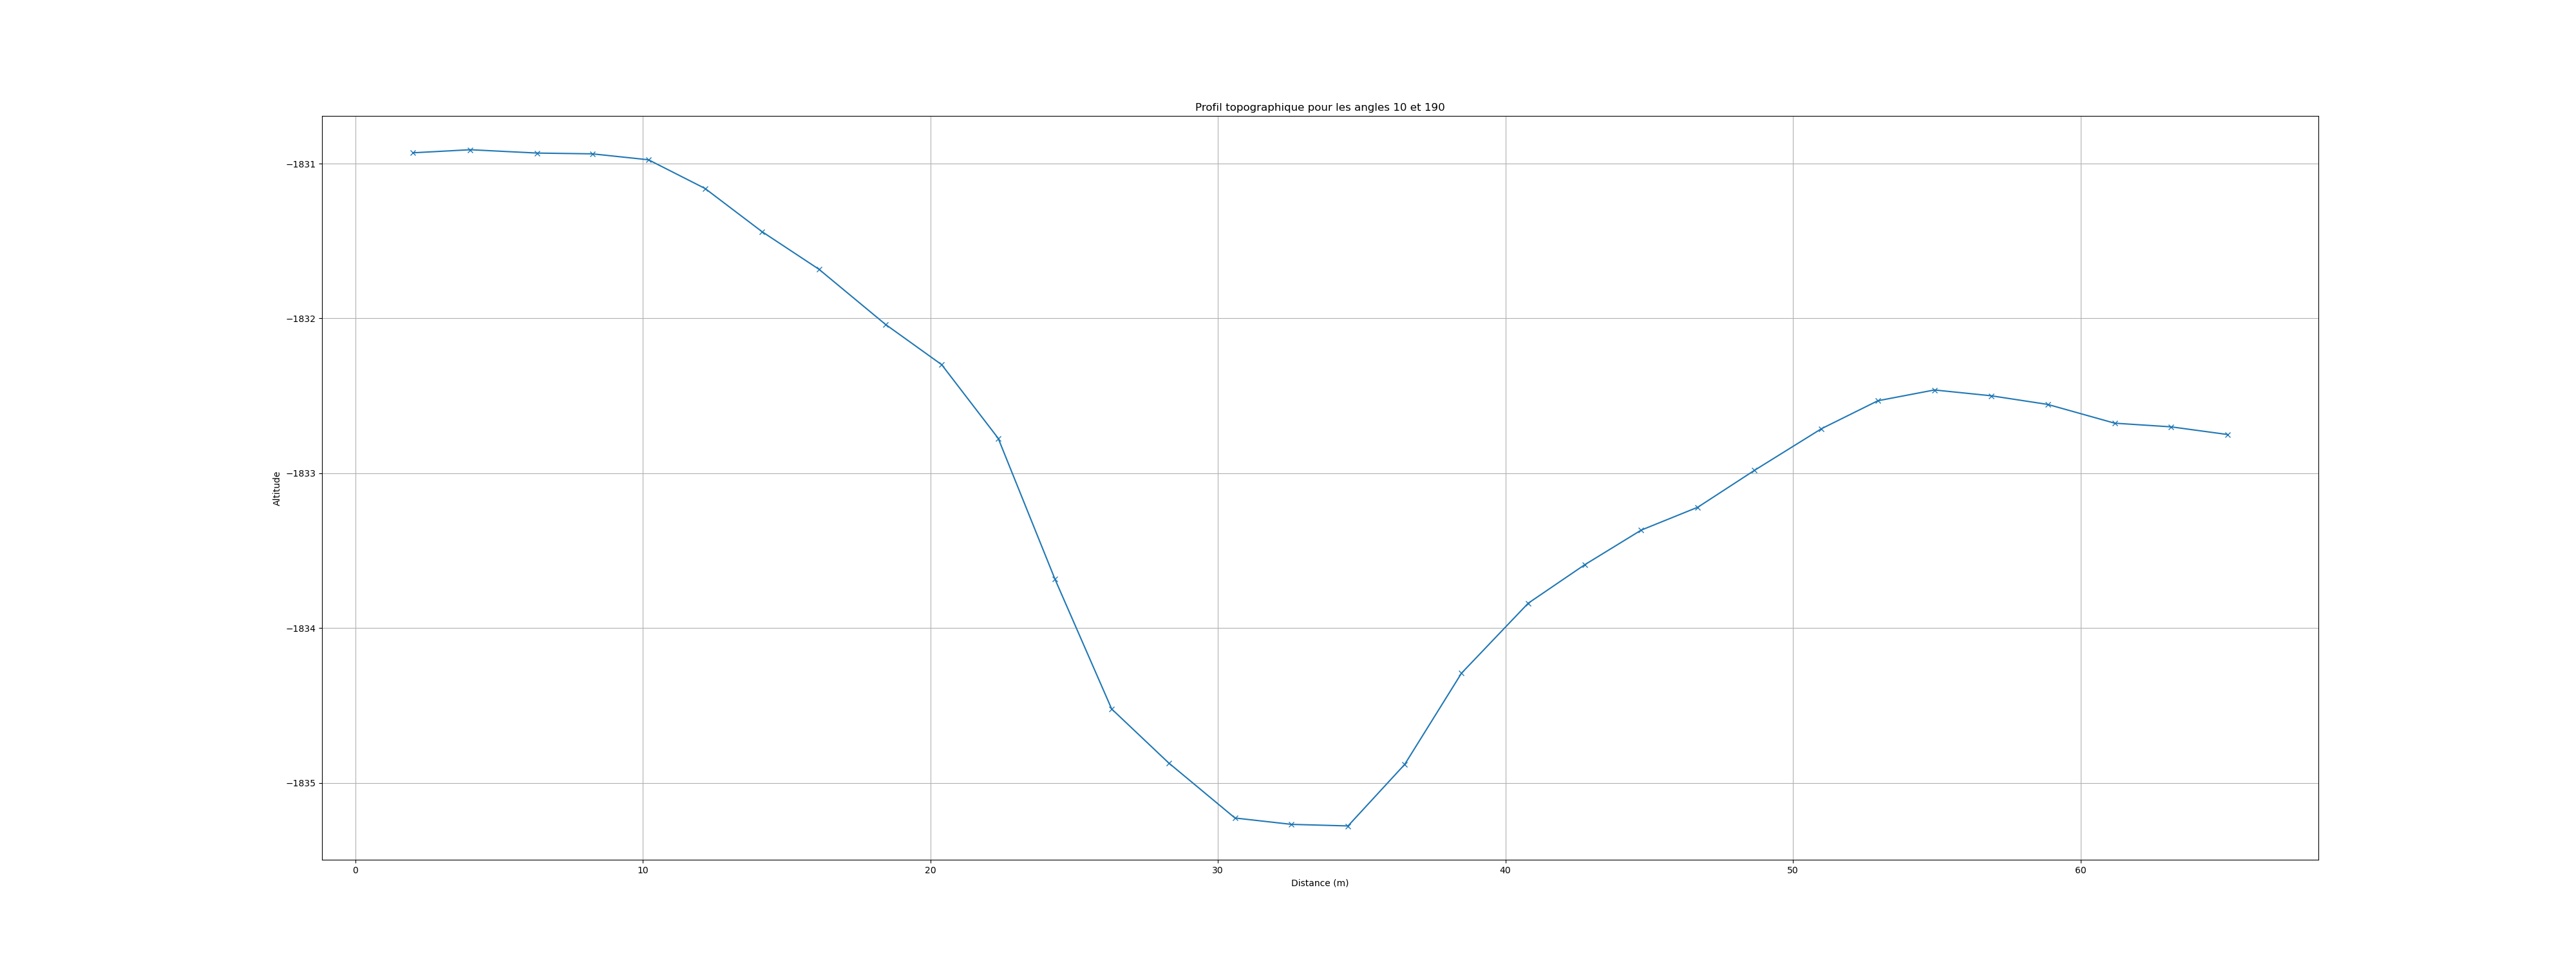 Profil topographique pour les angles 10 et 190
−1831
−1832
−1833
−1834
−1835
Altitude
0 10 20 30 40 50 60
Distance (m)